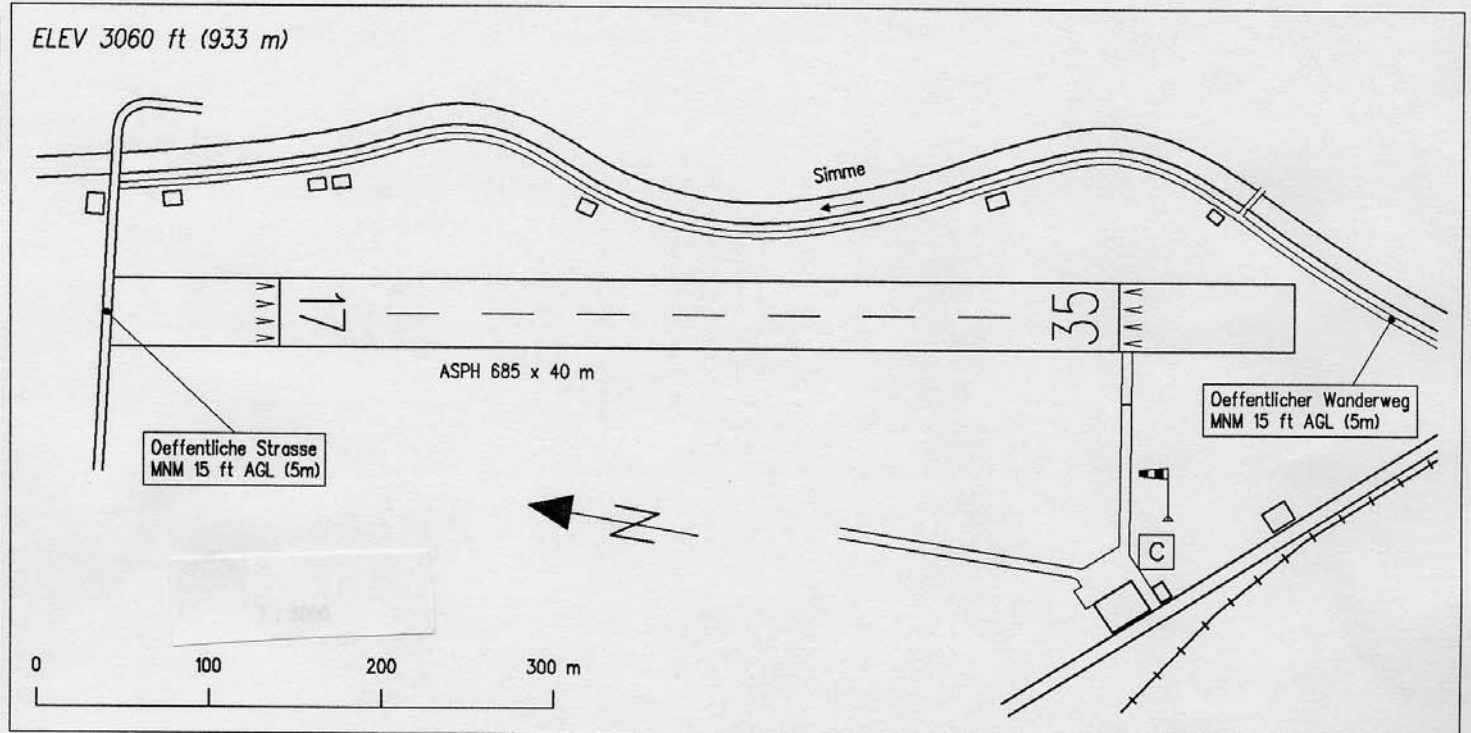 ELEV 3060 ft (933 m)
Simme
17
35
ASPH 685 x 40 m
Oeffentlicher Wanderweg
MNM 15 ft AGL (5m)
Oeffentliche Strasse
MNM 15 ft AGL (5m)
N
C
0 100 200 300 m